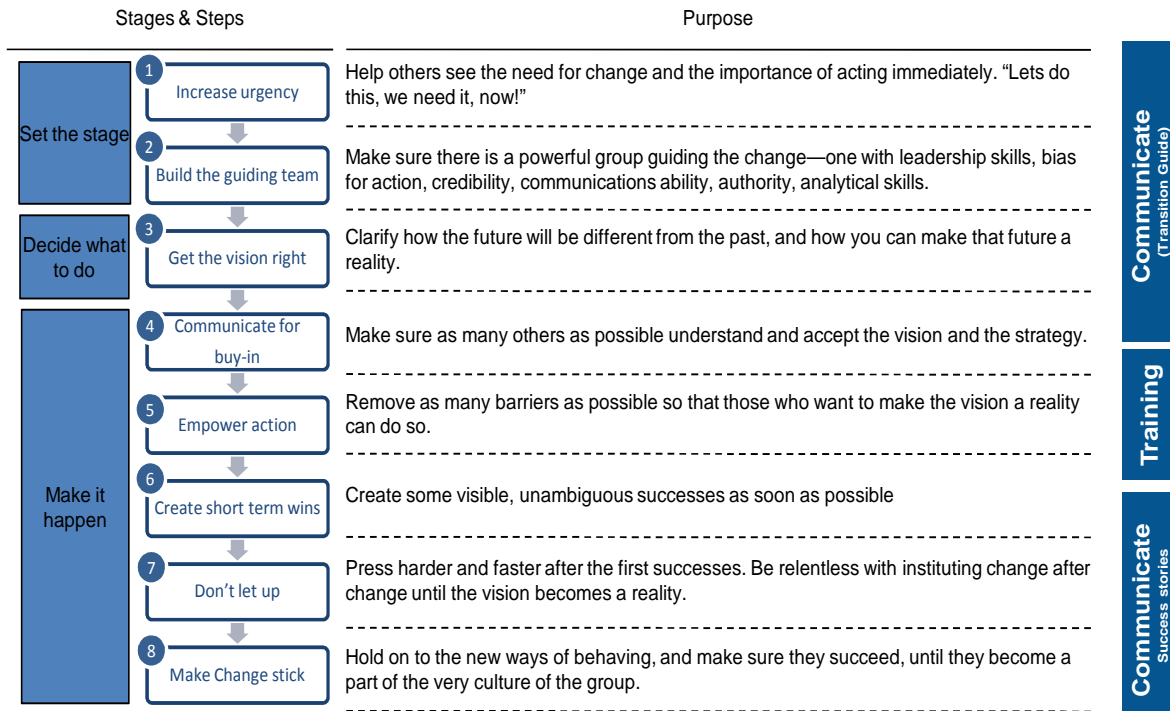 Stages & Steps
Purpose
Set the stage
1
Increase urgency
Help others see the need for change and the importance of acting immediately. “Lets do
this, we need it, now!”
2
Build the guiding team
Make sure there is a powerful group guiding the change—one with leadership skills, bias
for action, credibility, communications ability, authority, analytical skills.
Decide what
to do
3
Get the vision right
Clarify how the future will be different from the past, and how you can make that future a
reality.
Make it
happen
4
Communicate for
buy-in
Make sure as many others as possible understand and accept the vision and the strategy.
5
Empower action
Remove as many barriers as possible so that those who want to make the vision a reality
can do so.
6
Create short term wins
Create some visible, unambiguous successes as soon as possible
7
Don’t let up
Press harder and faster after the first successes. Be relentless with instituting change after
change until the vision becomes a reality.
8
Make Change stick
Hold on to the new ways of behaving, and make sure they succeed, until they become a
part of the very culture of the group.
Communicate
(Transition Guide)
Training
Communicate
Success stories